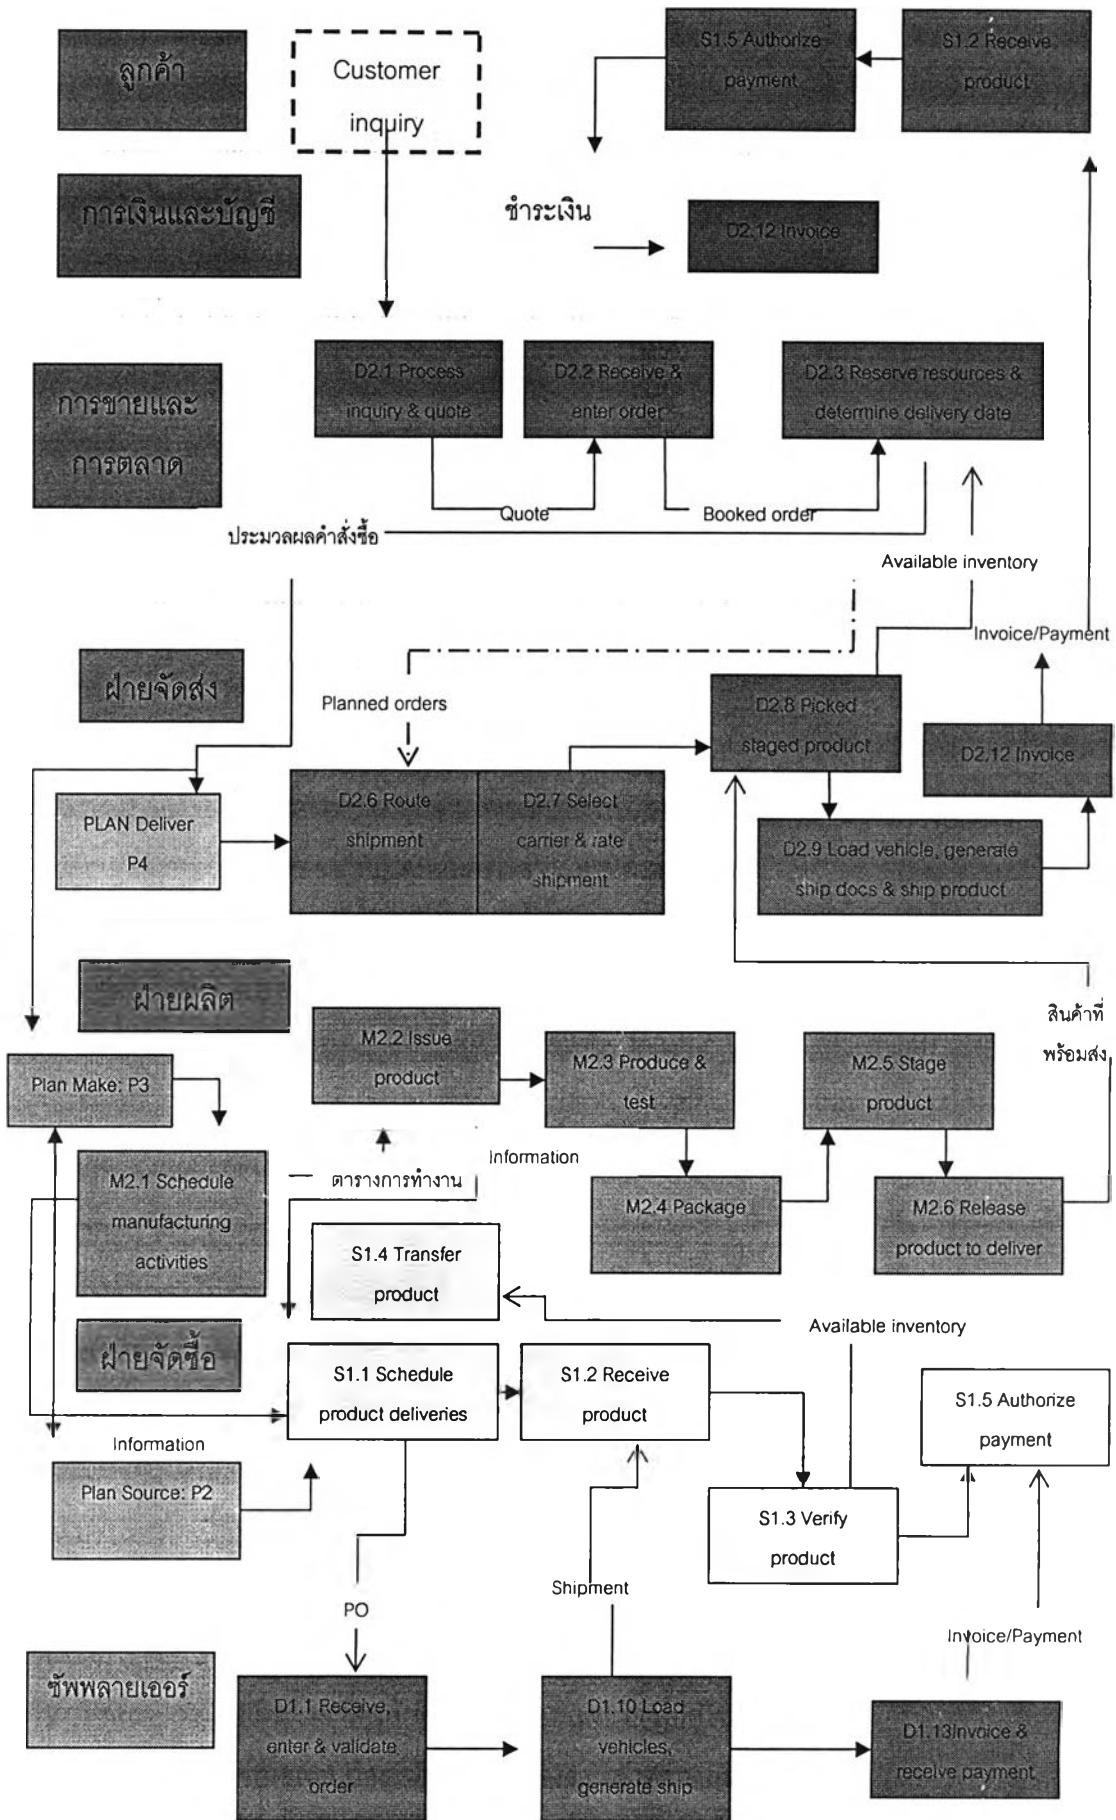 ลูกค้า
Customer
inquiry
S1.5 Authorize
payment
S1.2 Receive
product
การเงินและบัญชี
ชำระเงิน
D2.12 Invoice
การขายและ
การตลาด
D2.1 Process
inquiry & quote
D2.2 Receive &
enter order
D2.3 Reserve resources &
determine delivery date
Quote
Booked order
ประมวลผลคำสั่งซื้อ
Available inventory
Invoice/Payment
ฝ่ายจัดส่ง
Planned orders
D2.8 Picked
staged product
D2.12 Invoice
PLAN Deliver
P4
D2.6 Route
shipment
D2.7 Select
carrier & rate
shipment
D2.9 Load vehicle, generate
ship docs & ship product
ฝ่ายผลิต
สินค้าที่
พร้อมส่ง
Plan Make: P3
M2.2 Issue
product
M2.3 Produce &
test
M2.5 Stage
product
Information
ตารางการทำงาน
M2.1 Schedule
manufacturing
activities
M2.4 Package
M2.6 Release
product to deliver
S1.4 Transfer
product
Available inventory
ฝ่ายจัดซื้อ
S1.1 Schedule
product deliveries
S1.2 Receive
product
S1.5 Authorize
payment
Information
Plan Source: P2
S1.3 Verify
product
Shipment
PO
Invoice/Payment
ซัพพลายเออร์
D1.1 Receive,
enter & validate
order
D1.10 Load
vehicles,
generate ship
D1.13Invoice &
receive payment